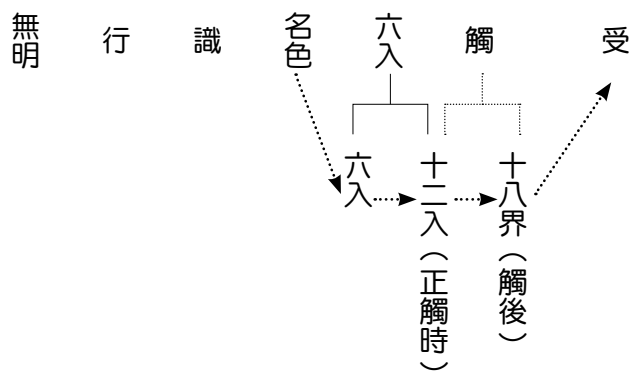 無明
行
識
名色
六入
觸
受
六入
十二入（正觸時）
十八界（觸後）